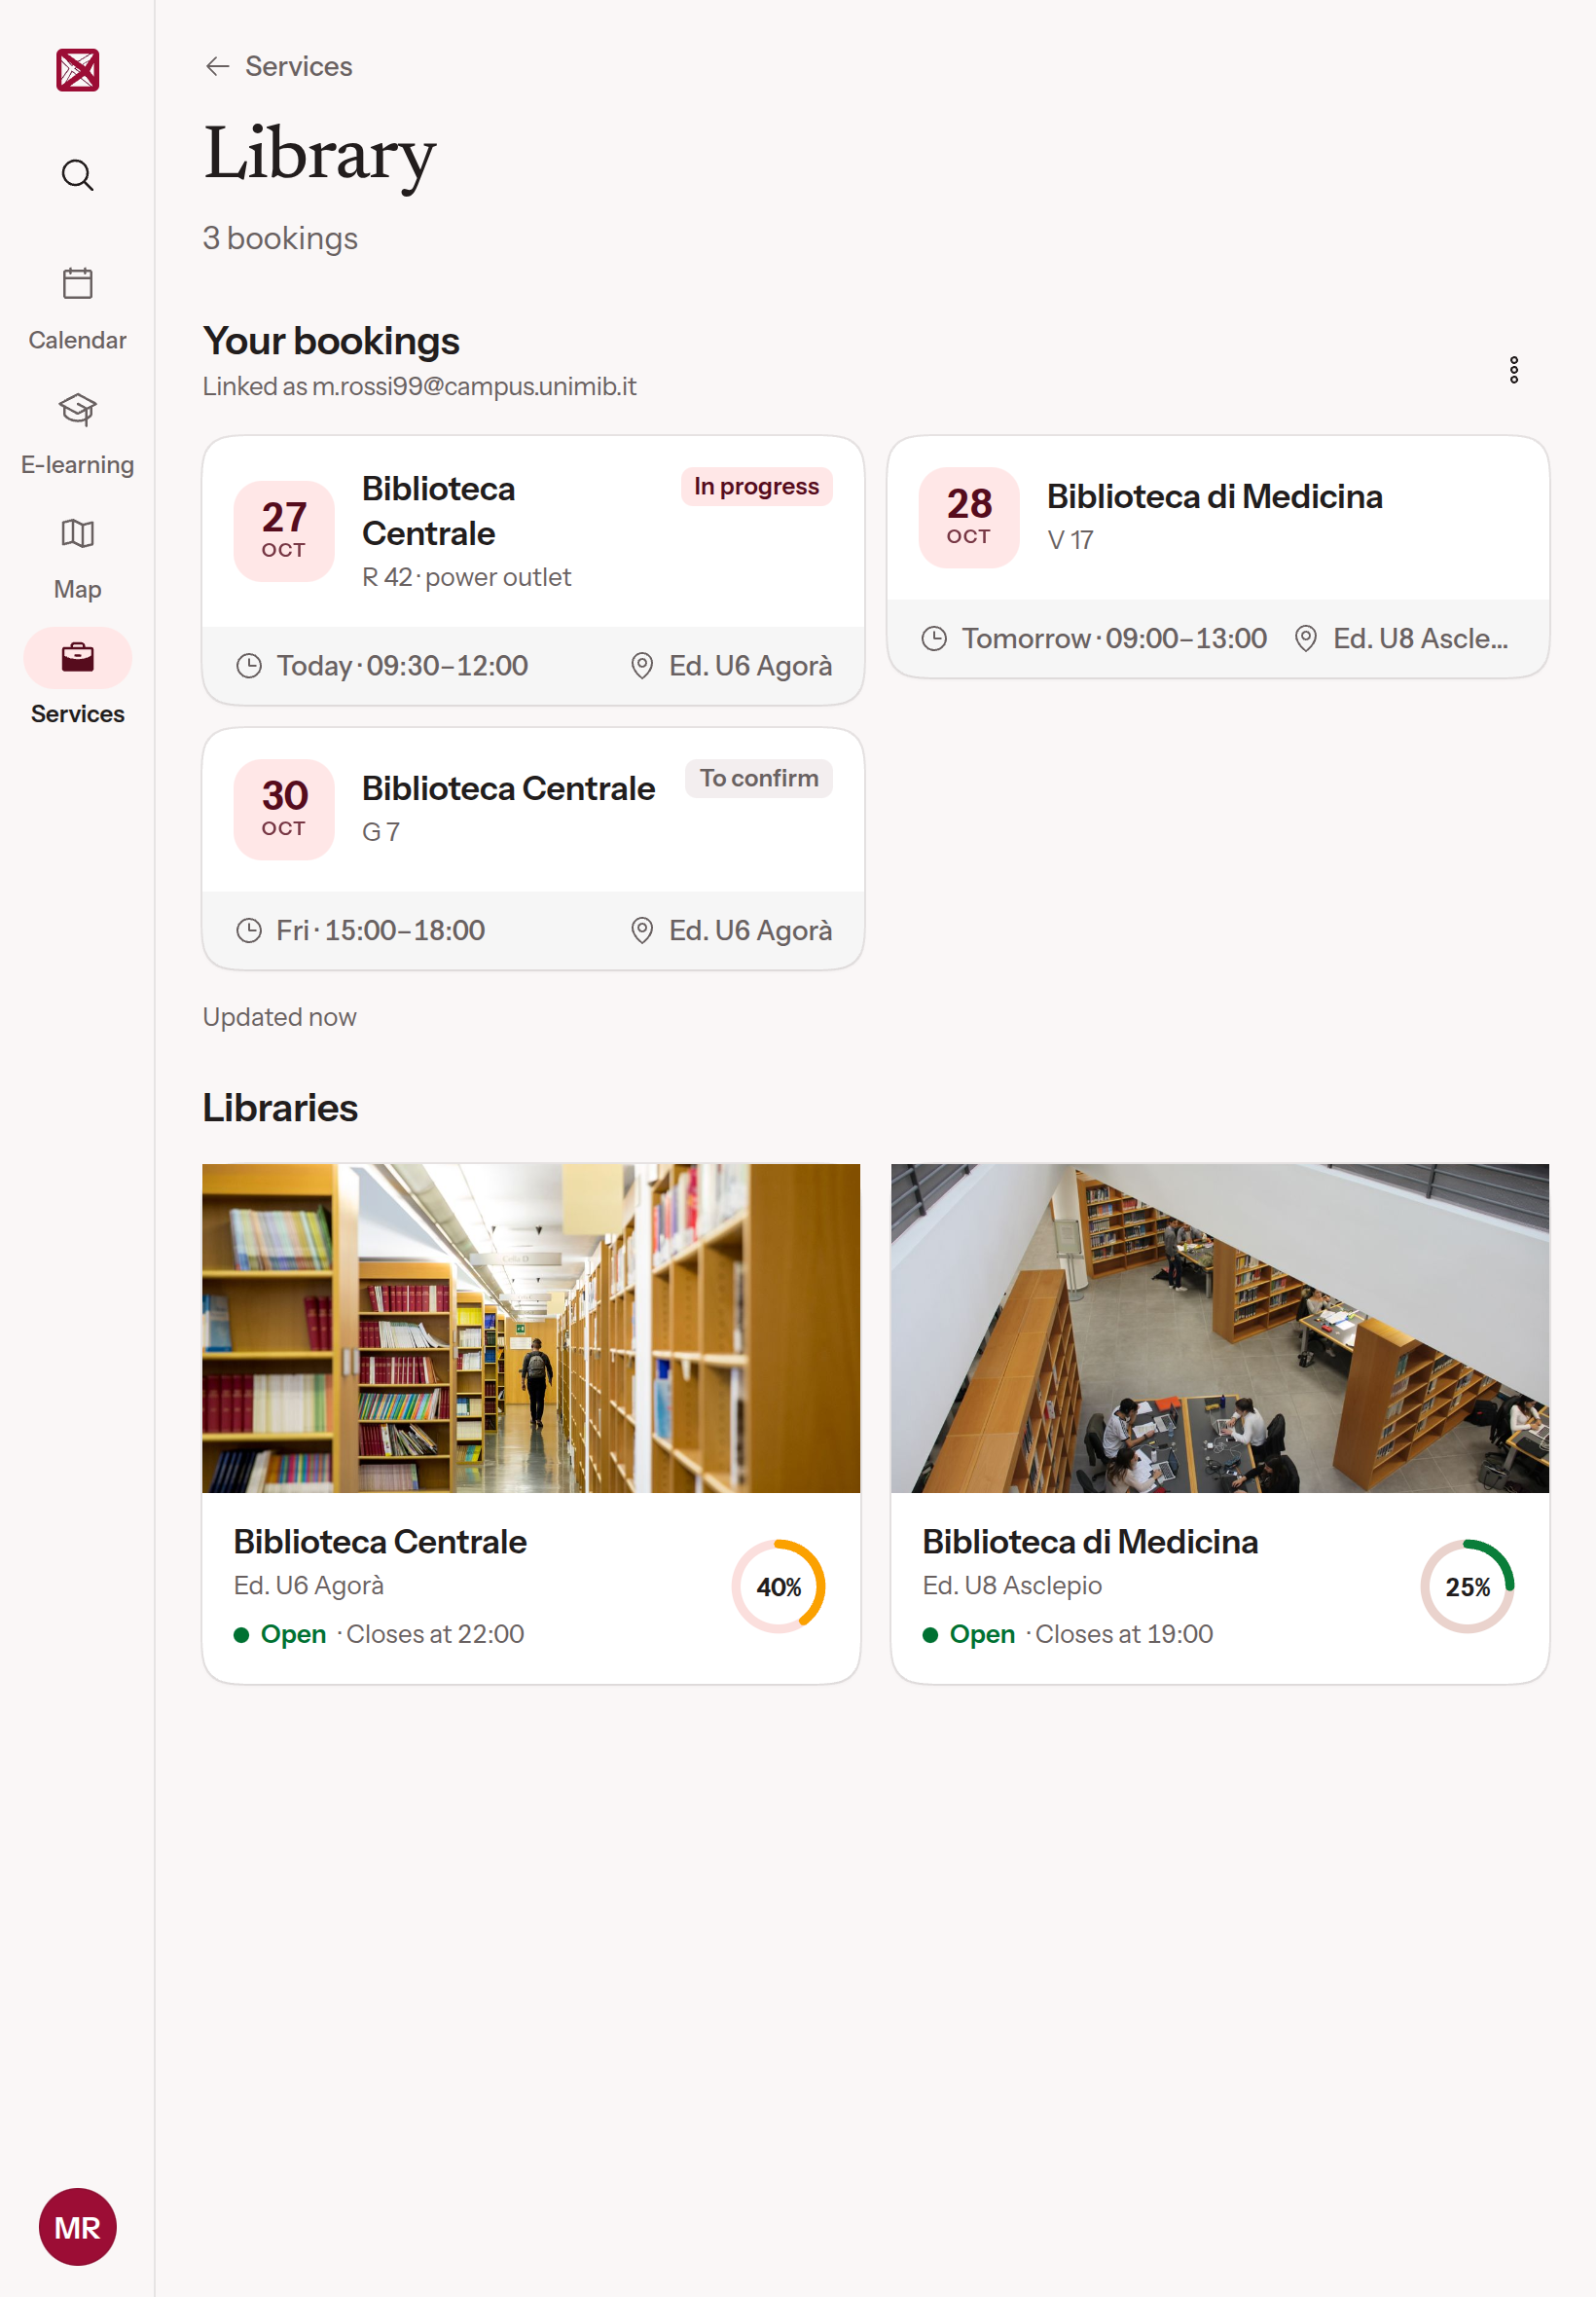 Services
Library
3 bookings
Calendar
E-learning
Map
Services
Your bookings
Linked as m.rossi99@campus.unimib.it
27
OCT
Biblioteca
Centrale
R 42 · power outlet
In progress
Today · 09:30–12:00
Ed. U6 Agorà
28
OCT
Biblioteca di Medicina
V 17
Tomorrow · 09:00–13:00
Ed. U8 Ascle...
30
OCT
Biblioteca Centrale
G 7
To confirm
Fri · 15:00–18:00
Ed. U6 Agorà
Updated now
Libraries
Biblioteca Centrale
Ed. U6 Agorà
Open · Closes at 22:00
40%
Biblioteca di Medicina
Ed. U8 Asclepio
Open · Closes at 19:00
25%
MR